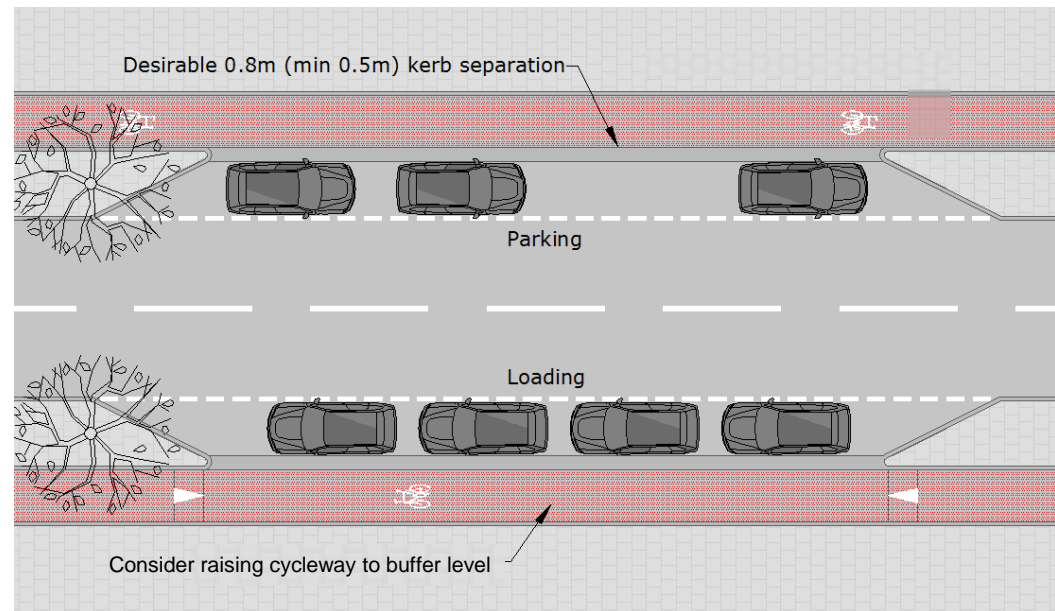 Desirable 0.8m (min 0.5m) kerb separation
Parking
Loading
Consider raising cycleway to buffer level